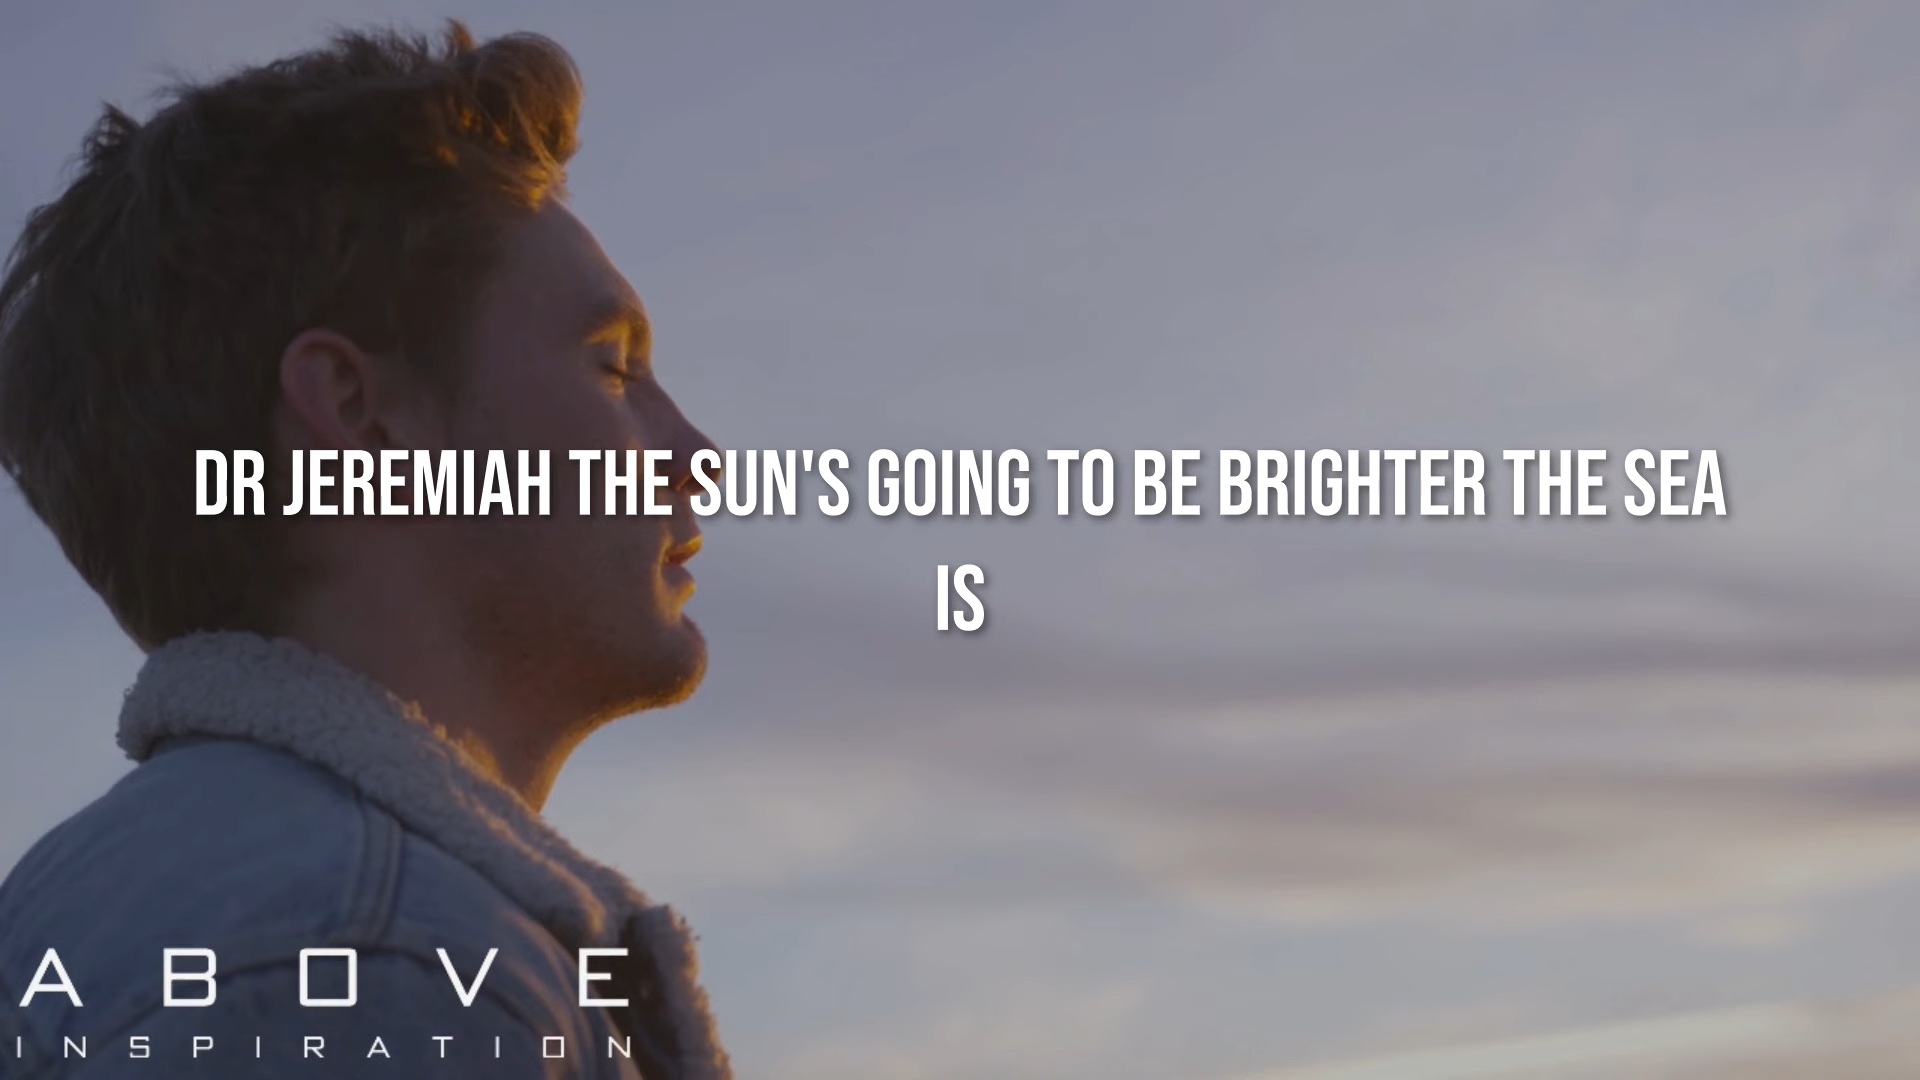 DR JEREMIAH THE SUN'S GOING TO BE BRIGHTER THE SEA
IS
ABOVE
INSPIRATION